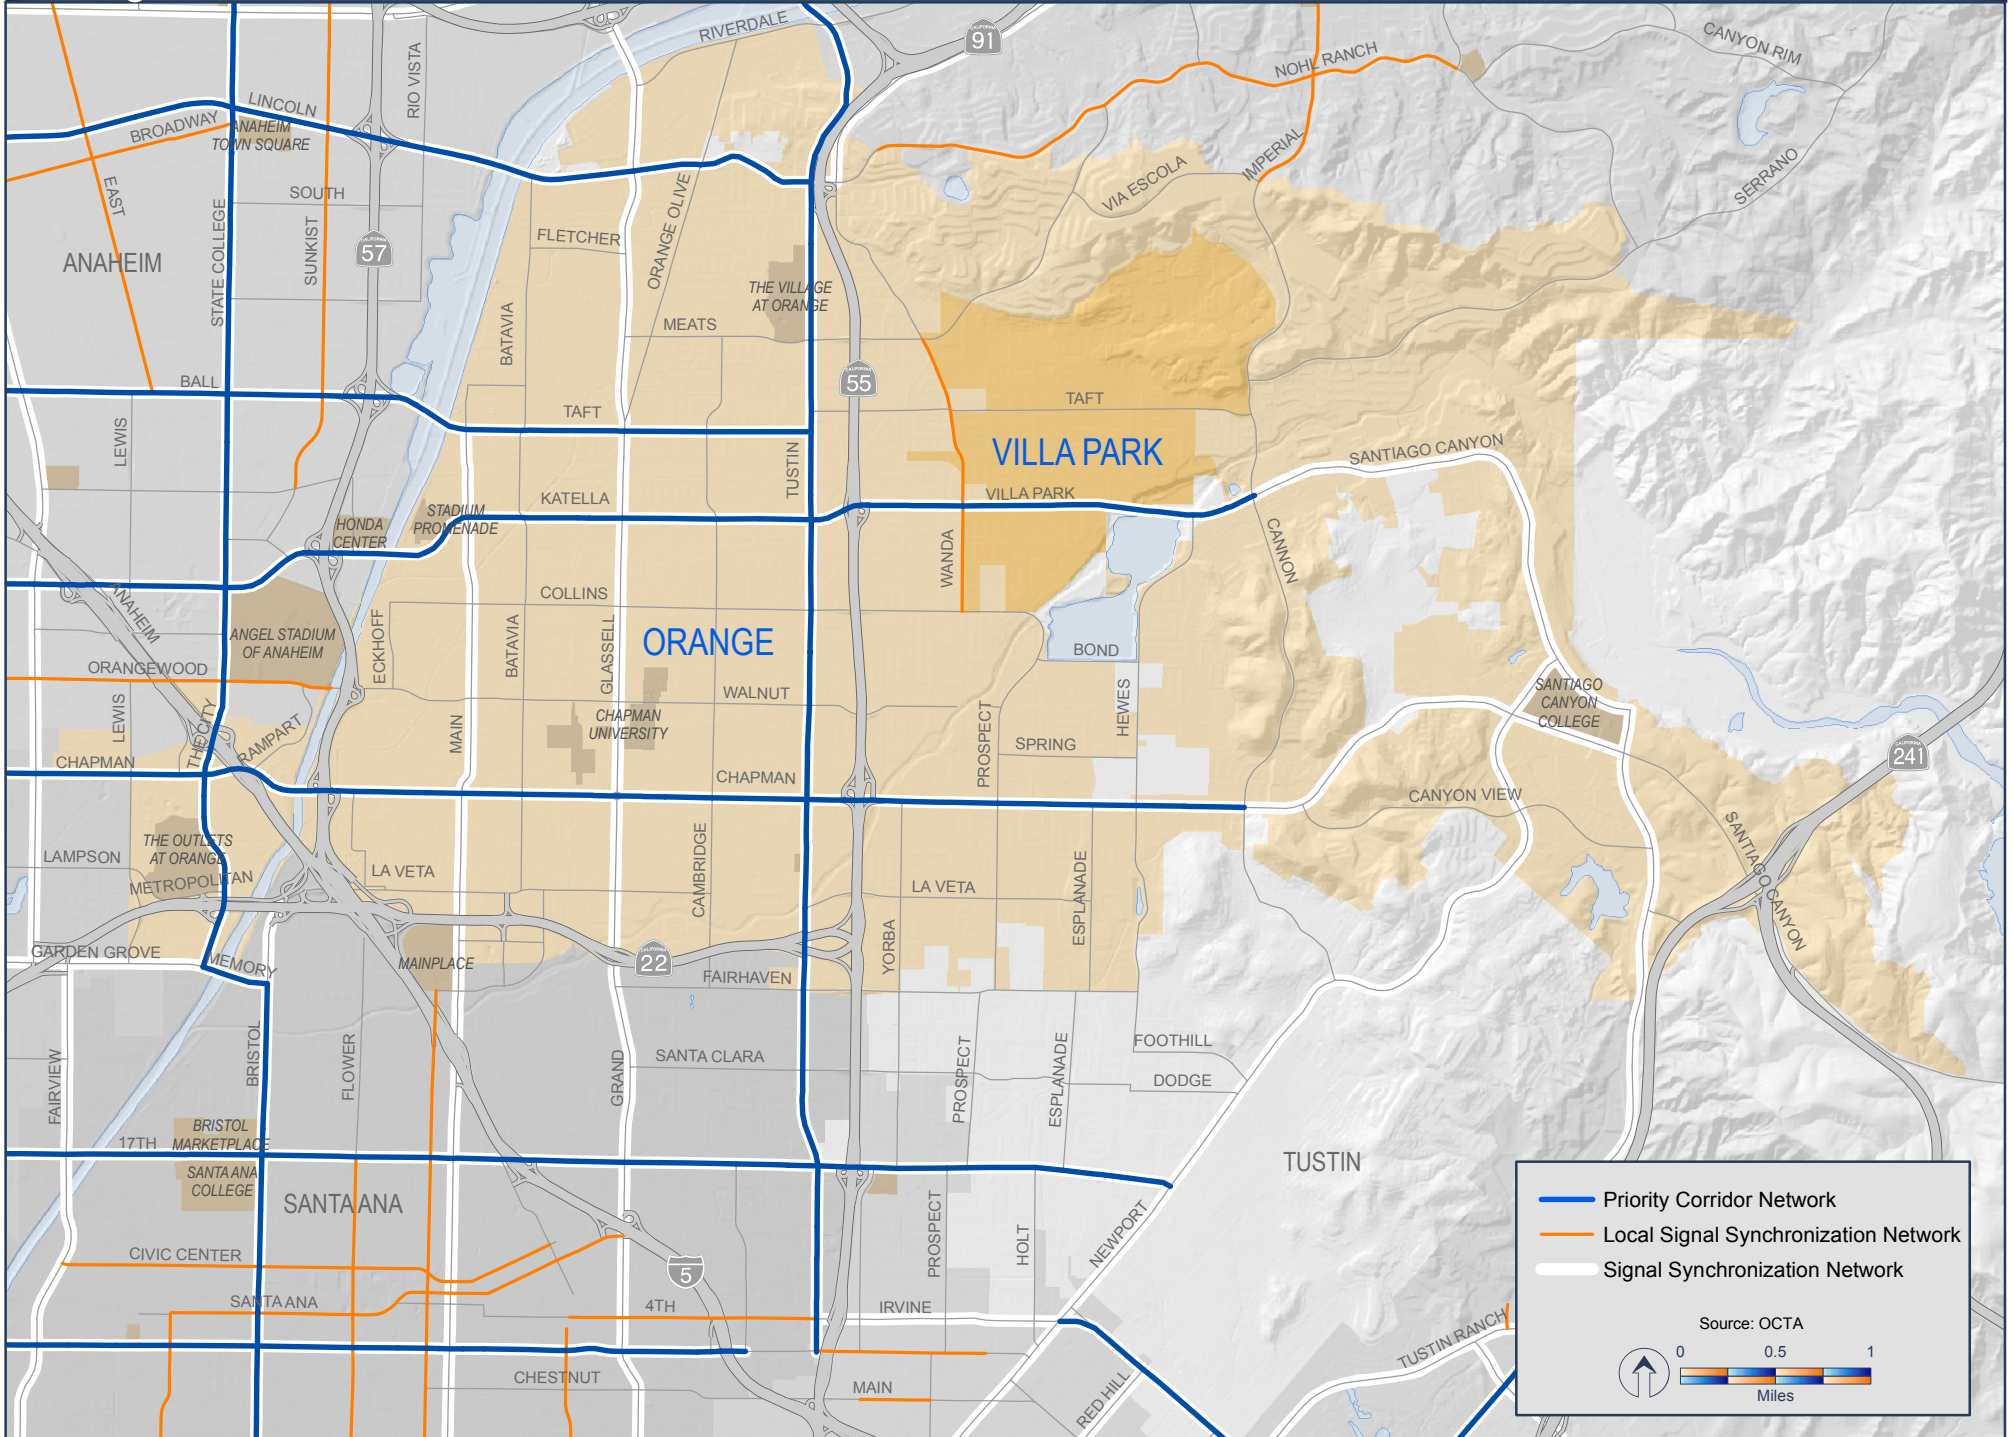 RIVERDALE
CALIFORNIA
91
CANYON RIM
NOHL RANCH
RIO VISTA
LINCOLN
BROADWAY
ANAHEIM
TOWN SQUARE
IMPERIAL
SERRANO
VIA ESCOLA
EAST
SOUTH
STATE COLLEGE
SUNKIST
CALIFORNIA
57
ANAHEIM
FLETCHER
ORANGE OLIVE
THE VILLAGE
AT ORANGE
MEATS
BATAVIA
BALL
CALIFORNIA
55
TAFT
TAFT
LEWIS
VILLA PARK
SANTIAGO CANYON
TUSTIN
KATELLA
VILLA PARK
STADIUM
PROMENADE
HONDA
CENTER
WANDA
CANNON
ANAHEIM
COLLINS
ECKHOFF
BATAVIA
GLASSELL
ORANGE
ANGEL STADIUM
OF ANAHEIM
BOND
ORANGEWOOD
WALNUT
HEWES
SANTIAGO
CANYON
COLLEGE
LEWIS
THE CITY
RAMPART
MAIN
CHAPMAN
UNIVERSITY
PROSPECT
SPRING
CALIFORNIA
241
CHAPMAN
CHAPMAN
CANYON VIEW
THE OUTLETS
AT ORANGE
LAMPSON
METROPOLITAN
LA VETA
CAMBRIDGE
LA VETA
ESPLANADE
SANTIAGO CANYON
YORBA
GARDEN GROVE
MEMORY
MAINPLACE
CALIFORNIA
22
FAIRHAVEN
FAIRVIEW
BRISTOL
FLOWER
GRAND
SANTA CLARA
PROSPECT
ESPLANADE
FOOTHILL
DODGE
BRISTOL
MARKETPLACE
17TH
SANTA ANA
COLLEGE
SANTA ANA
TUSTIN
CIVIC CENTER
5
PROSPECT
HOLT
NEWPORT
SANTA ANA
4TH
IRVINE
TUSTIN RANCH
CHESTNUT
MAIN
RED HILL
Priority Corridor Network
Local Signal Synchronization Network
Signal Synchronization Network
Source: OCTA
0 0.5 1
Miles